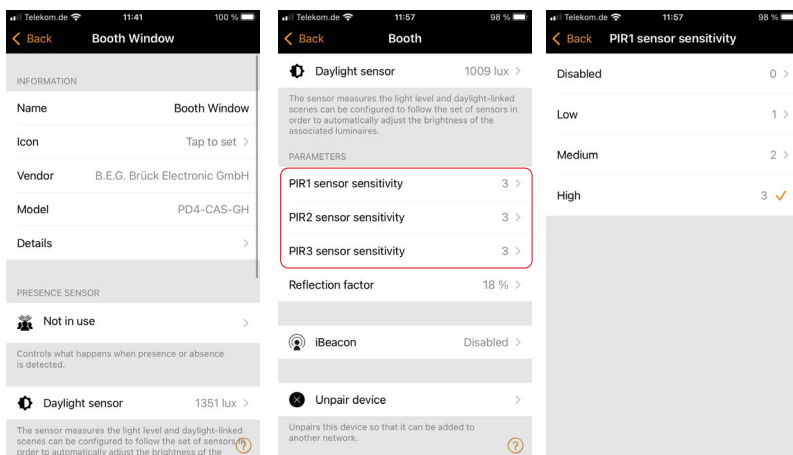 Telekom.de 11:41 100 %
Back Booth Window
INFORMATION
Name Booth Window
Icon Tap to set
Vendor B.E.G. Brück Electronic GmbH
Model PD4-CAS-GH
Details
PRESENCE SENSOR
Not in use
Controls what happens when presence or absence
is detected.
Daylight sensor 1351 lux
The sensor measures the light level and daylight-linked
scenes can be configured to follow the set of sensors in
order to automatically adjust the brightness of the
?
Telekom.de 11:57 98 %
Back Booth
Daylight sensor 1009 lux
The sensor measures the light level and daylight-linked
scenes can be configured to follow the set of sensors in
order to automatically adjust the brightness of the
associated luminaires.
PARAMETERS
PIR1 sensor sensitivity 3
PIR2 sensor sensitivity 3
PIR3 sensor sensitivity 3
Reflection factor 18 %
iBeacon Disabled
Unpair device
Unpairs this device so that it can be added to
another network.
?
Telekom.de 11:57 98 %
Back PIR1 sensor sensitivity
Disabled 0
Low 1
Medium 2
High 3